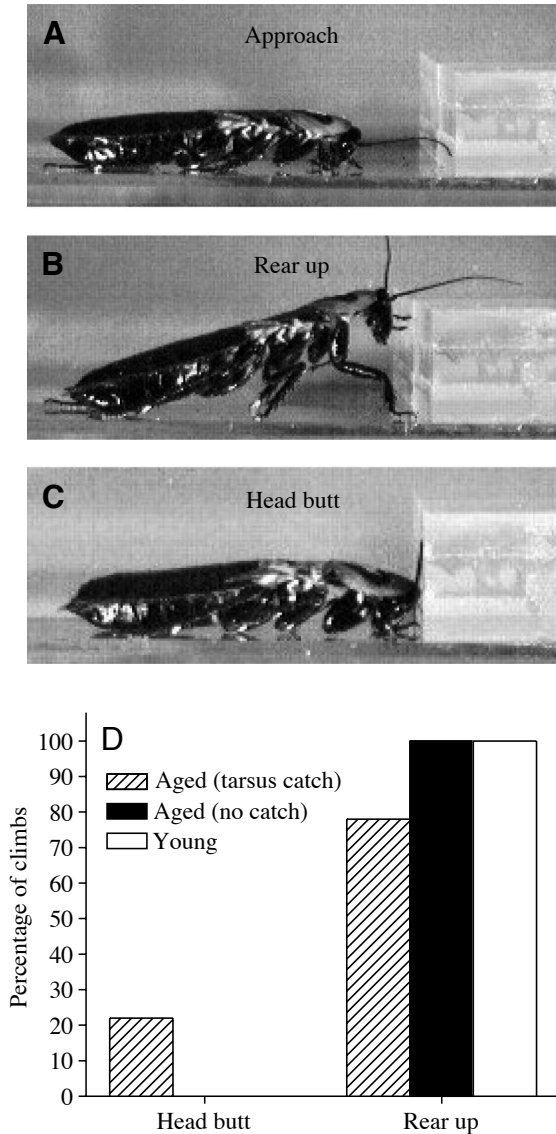 A
Approach
B
Rear up
C
Head butt
D
Aged (tarsus catch)
Aged (no catch)
Young
Percentage of climbs
100
90
80
70
60
50
40
30
20
10
0
Head butt
Rear up